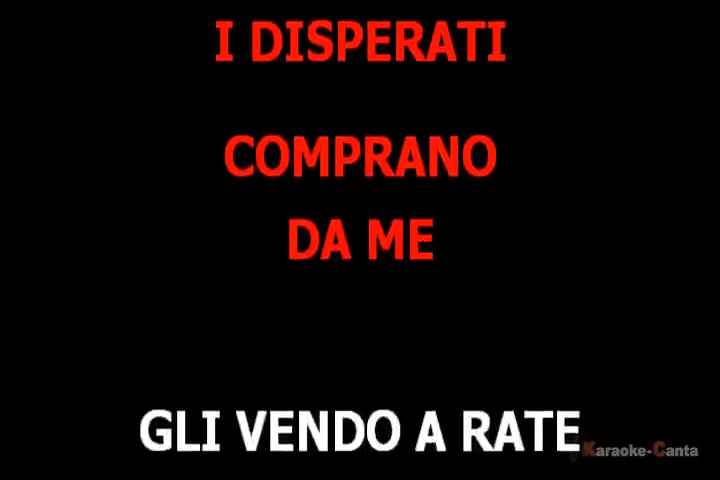 I DISPERATI
COMPRANO
DA ME
GLI VENDO A RATE
Karaoke-Canta